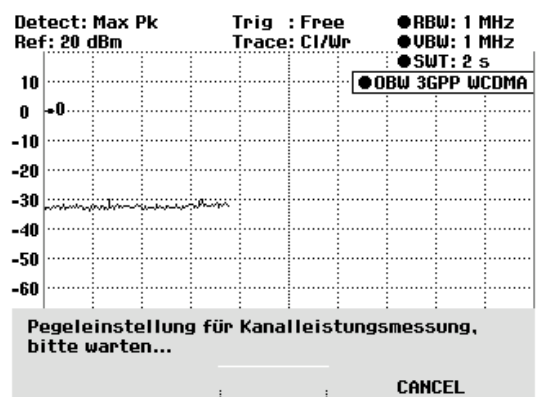 Detect: Max Pk Trig : Free ●RBW: 1 MHz
Ref: 20 dBm Trace: Cl/Wr ●VBW: 1 MHz
●SWT: 2 s
●OBW 3GPP WCDMA
10
0
0
-10
-20
-30
-40
-50
-60
Pegeleinstellung für Kanalleistungsmessung,
bitte warten...
CANCEL